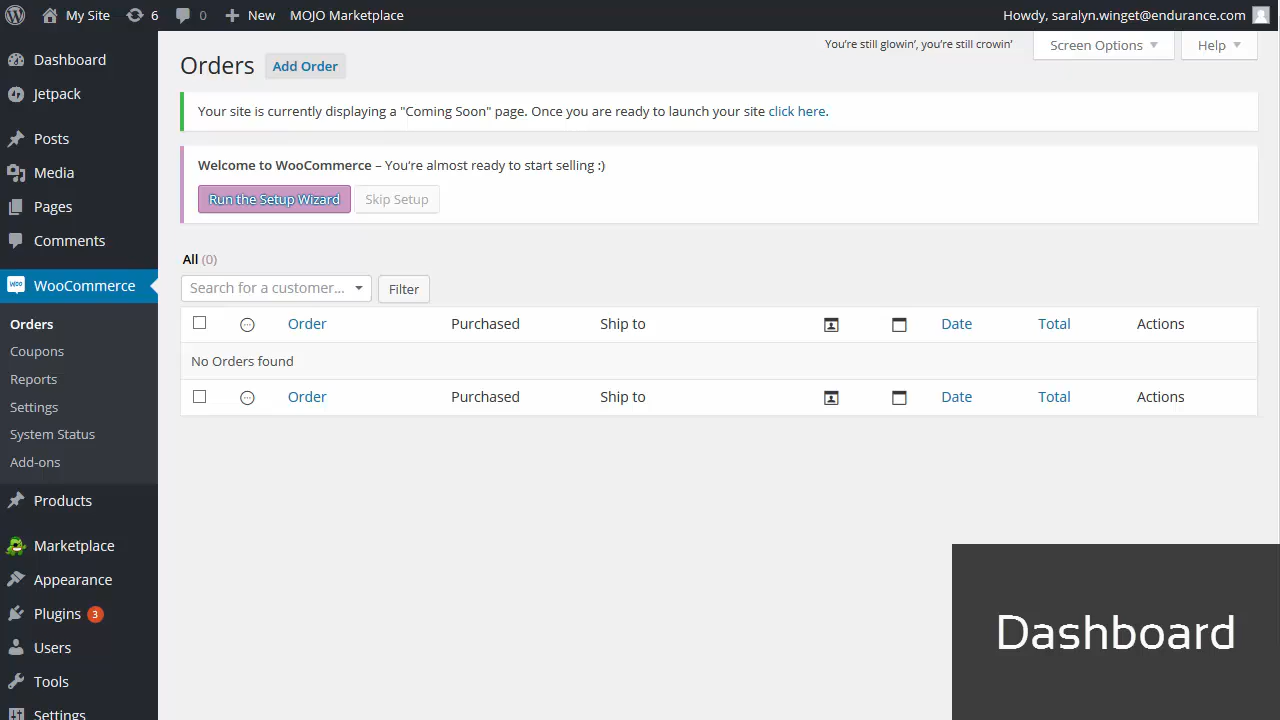 My Site 6 0 New MOJO Marketplace Howdy, saralyn.winget@endurance.com
You're still glowin', you're still crowin' Screen Options Help
Dashboard
Jetpack
Posts
Media
Pages
Comments
WooCommerce
Orders
Coupons
Reports
Settings
System Status
Add-ons
Products
Marketplace
Appearance
Plugins 3
Users
Tools
Settings
Orders Add Order
Your site is currently displaying a "Coming Soon" page. Once you are ready to launch your site click here.
Welcome to WooCommerce – You're almost ready to start selling :)
Run the Setup Wizard Skip Setup
All (0)
Search for a customer... Filter
Order Purchased Ship to Date Total Actions
No Orders found
Order Purchased Ship to Date Total Actions
Dashboard